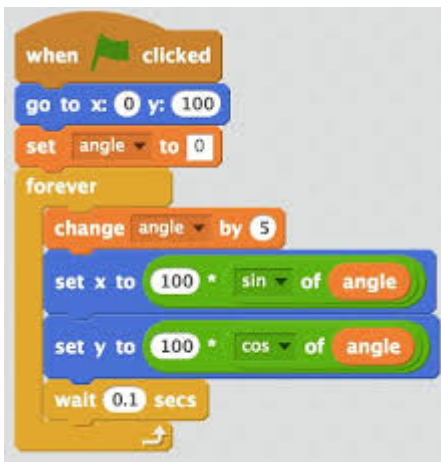 when clicked
go to x: 0 y: 100
set angle to 0
forever
change angle by 5
set x to 100 * sin of angle
set y to 100 * cos of angle
wait 0.1 secs